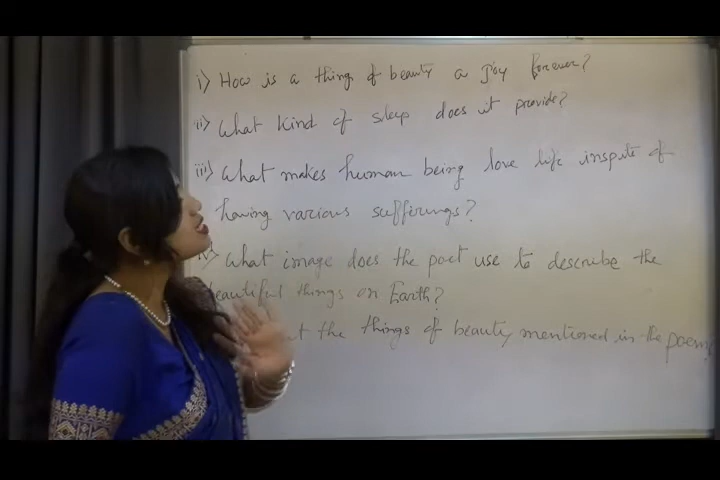 i) How is a thing of beauty a Joy forever?
ii) What kind of sleep does it provide?
iii) What makes human being love life inspite of
having various sufferings?
What image does the poet use to describe the
beautiful things on Earth?
the things of beauty mentioned in the poem?